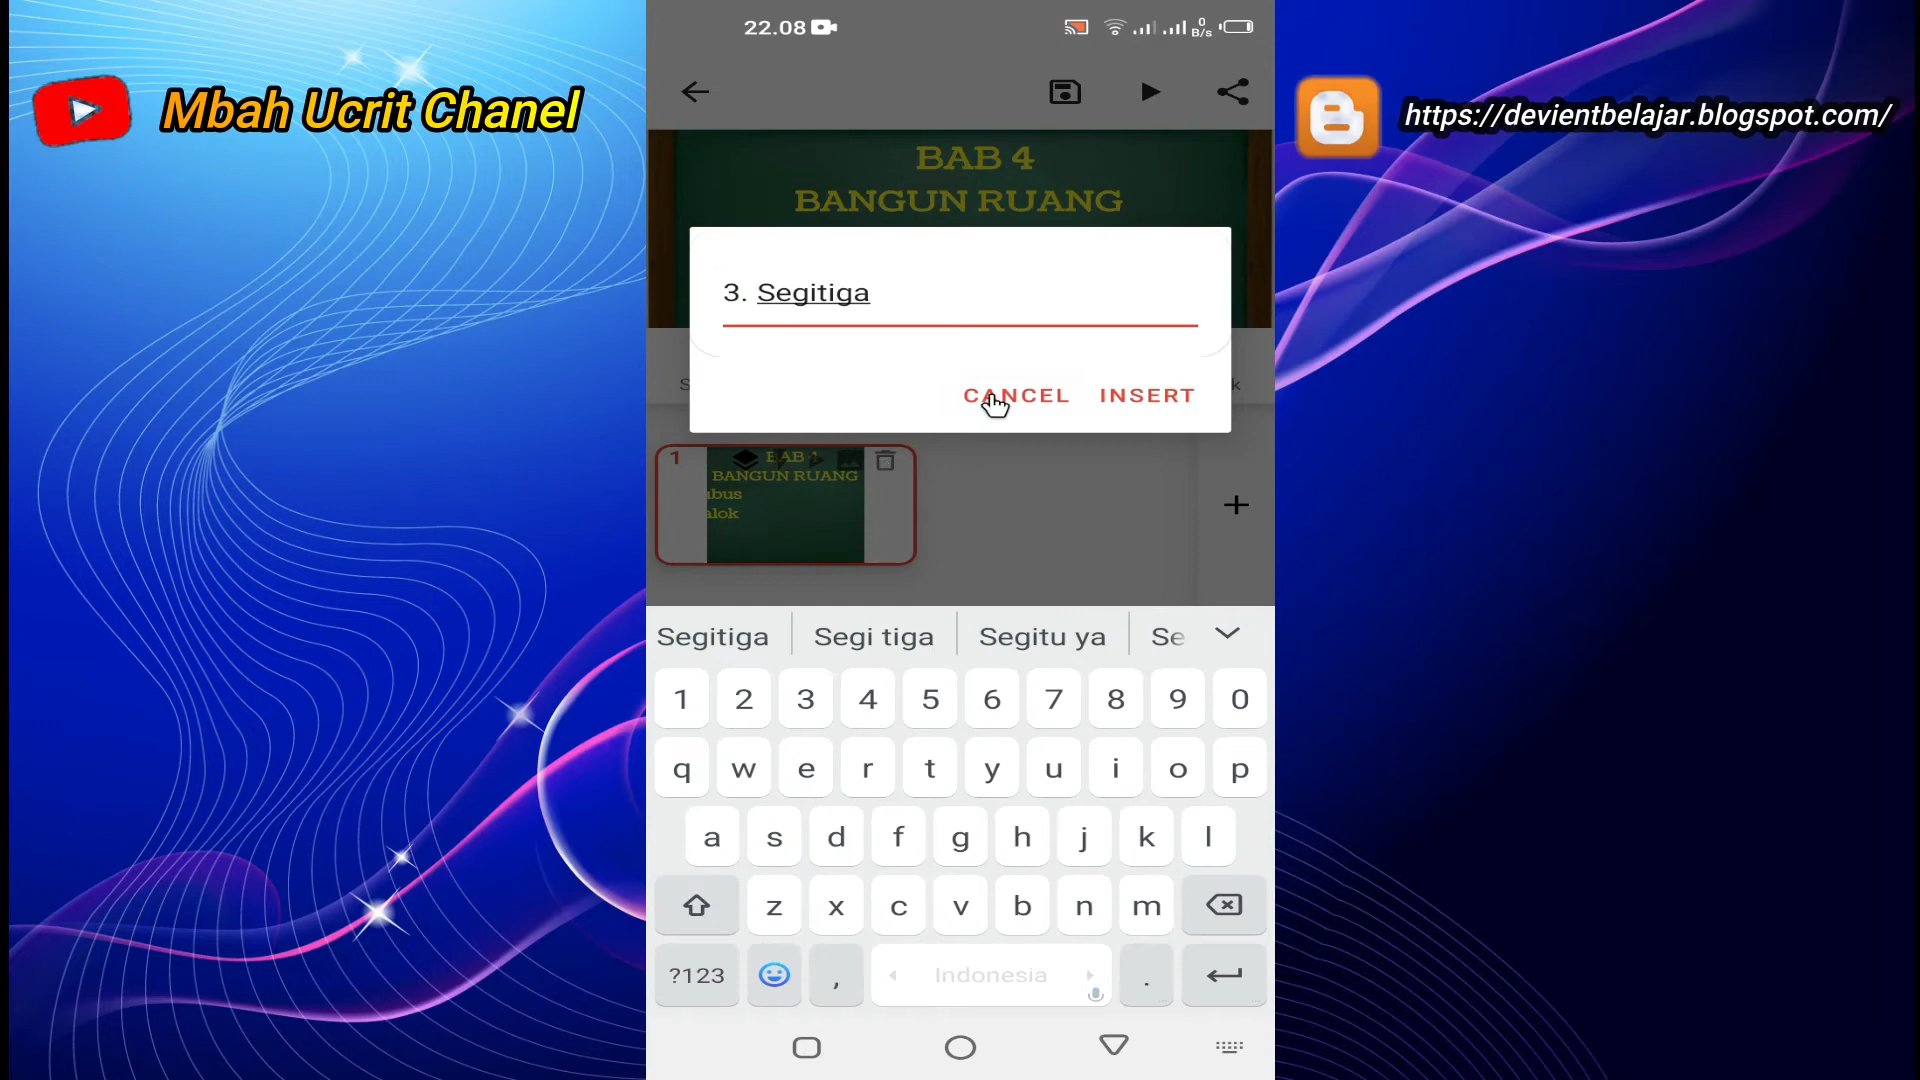 22.08
0
B/s
Mbah Ucrit Chanel
https://devientbelajar.blogspot.com/
BAB 4
BANGUN RUANG
3. Segitiga
CANCEL INSERT
1
BAB 4
BANGUN RUANG
ubus
alok
Segitiga Segi tiga Segitu ya Se
1 2 3 4 5 6 7 8 9 0
q w e r t y u i o p
a s d f g h j k l
z x c v b n m
?123 , Indonesia .